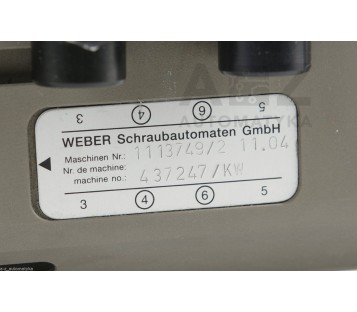 3 ④ ⑥ 5
WEBER Schraubautomaten GmbH
Maschinen Nr.: 1113749/2 11.04
Nr. de machine:
machine no.: 437247/KW
3 ④ ⑥ 5
AUTOMATYKA